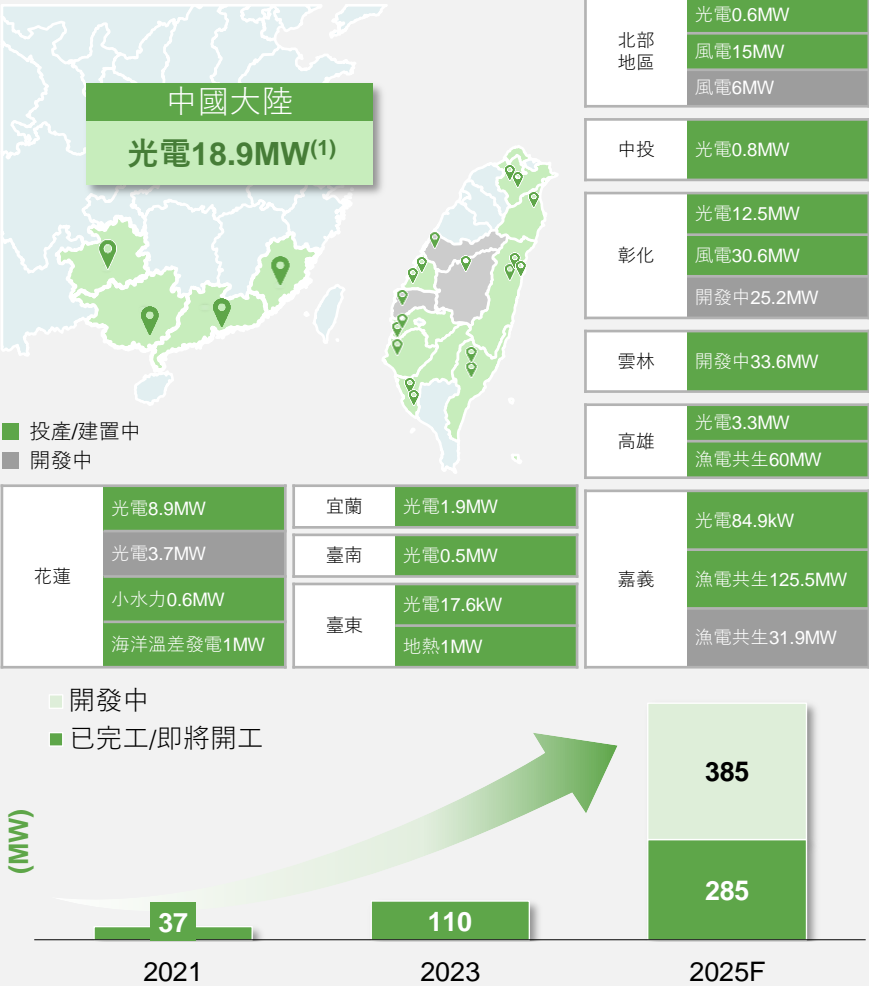 中國大陸
光電18.9MW(1)
投產/建置中
開發中
北部
地區
光電0.6MW
風電15MW
風電6MW
中投
光電0.8MW
彰化
光電12.5MW
風電30.6MW
開發中25.2MW
雲林
開發中33.6MW
高雄
光電3.3MW
漁電共生60MW
嘉義
光電84.9kW
漁電共生125.5MW
漁電共生31.9MW
花蓮
光電8.9MW
光電3.7MW
小水力0.6MW
海洋溫差發電1MW
宜蘭
光電1.9MW
臺南
光電0.5MW
臺東
光電17.6kW
地熱1MW
開發中
已完工/即將開工
(MW)
385
285
37
110
2021
2023
2025F